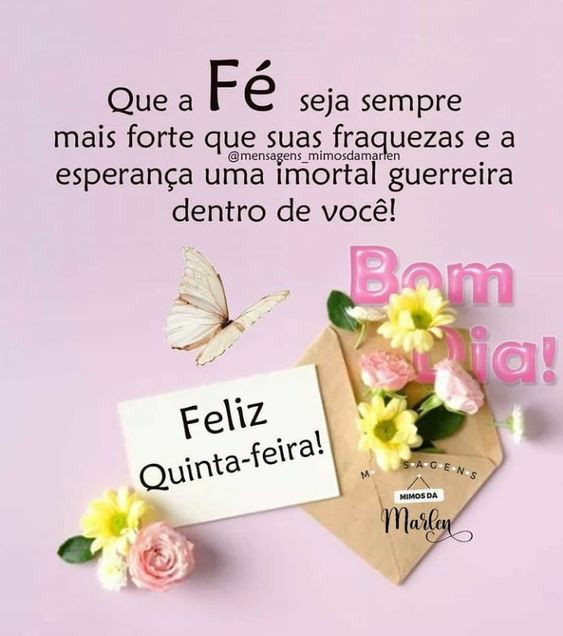 Que a Fé seja sempre
mais forte que suas fraquezas e a
@mensagens_mimosdamarlen
esperança uma imortal guerreira
dentro de você!
Bom
Dia!
Feliz
Quinta-feira!
MENSAGENS
MIMOS DA
Marlen